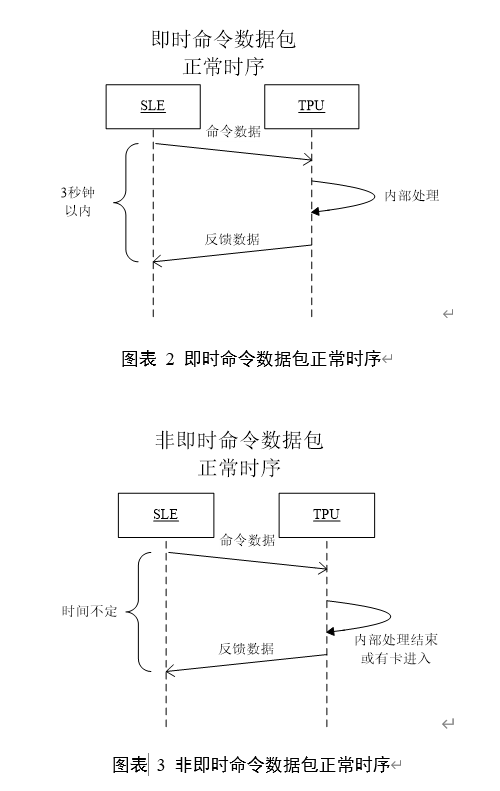 即时命令数据包
正常时序
SLE
TPU
命令数据
3秒钟
以内
内部处理
反馈数据
图表 2 即时命令数据包正常时序
非即时命令数据包
正常时序
SLE
TPU
命令数据
时间不定
内部处理结束
或有卡进入
反馈数据
图表 3 非即时命令数据包正常时序